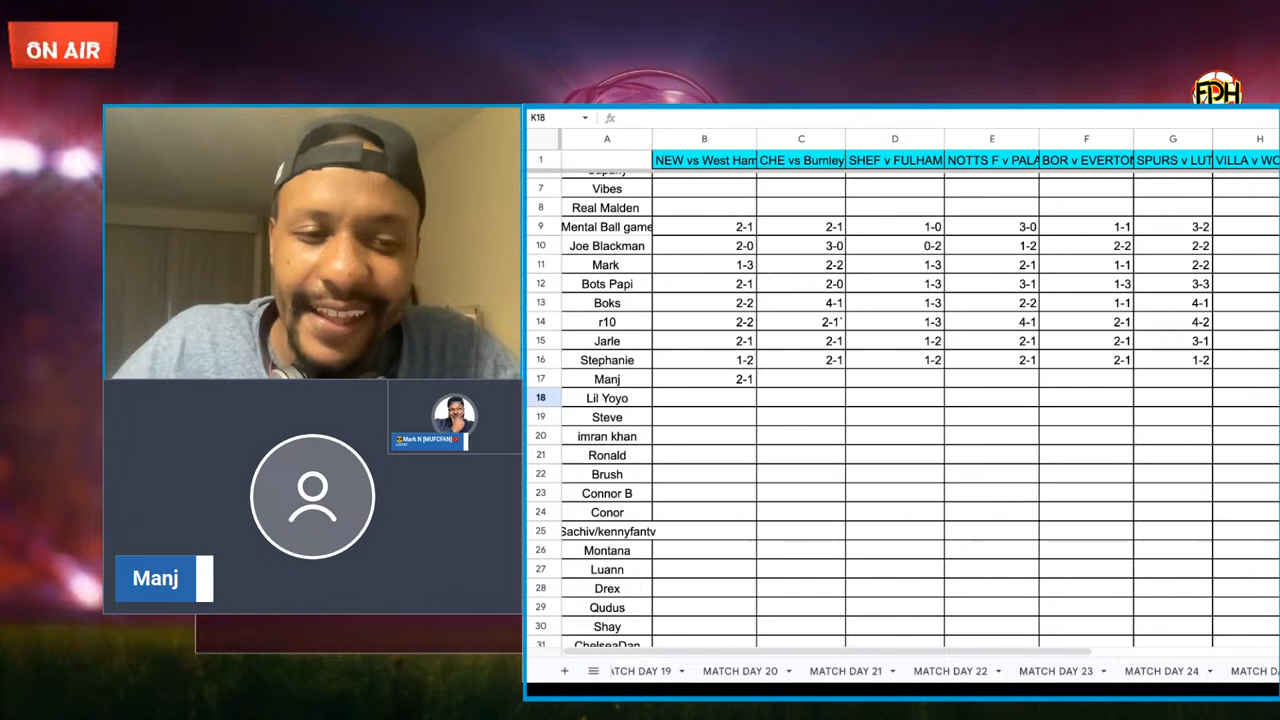 ON AIR
FDH
K18
fx
A B C D E F G H
1 NEW vs West Ham CHE vs Burnley SHEF v FULHAM NOTTS F v PALA BOR v EVERTON SPURS v LUT VILLA v WO
7 Vibes
8 Real Malden
9 Mental Ball game 2-1 2-1 1-0 3-0 1-1 3-2
10 Joe Blackman 2-0 3-0 0-2 1-2 2-2 2-2
11 Mark 1-3 2-2 1-3 2-1 1-1 2-2
12 Bots Papi 2-1 2-0 1-3 3-1 1-3 3-3
13 Boks 2-2 4-1 1-3 2-2 1-1 4-1
14 r10 2-2 2-1` 1-3 4-1 2-1 4-2
15 Jarle 2-1 2-1 1-2 2-1 2-1 3-1
16 Stephanie 1-2 2-1 1-2 2-1 2-1 1-2
17 Manj 2-1
18 Lil Yoyo
19 Steve
20 imran khan
21 Ronald
22 Brush
23 Connor B
24 Conor
25 Sachiv/kennyfantv
26 Montana
27 Luann
28 Drex
29 Qudus
30 Shay
31 ChelseaDan
+ ATCH DAY 19 MATCH DAY 20 MATCH DAY 21 MATCH DAY 22 MATCH DAY 23 MATCH DAY 24 MATCH D
Mark N [MUFCFAN]
Manj